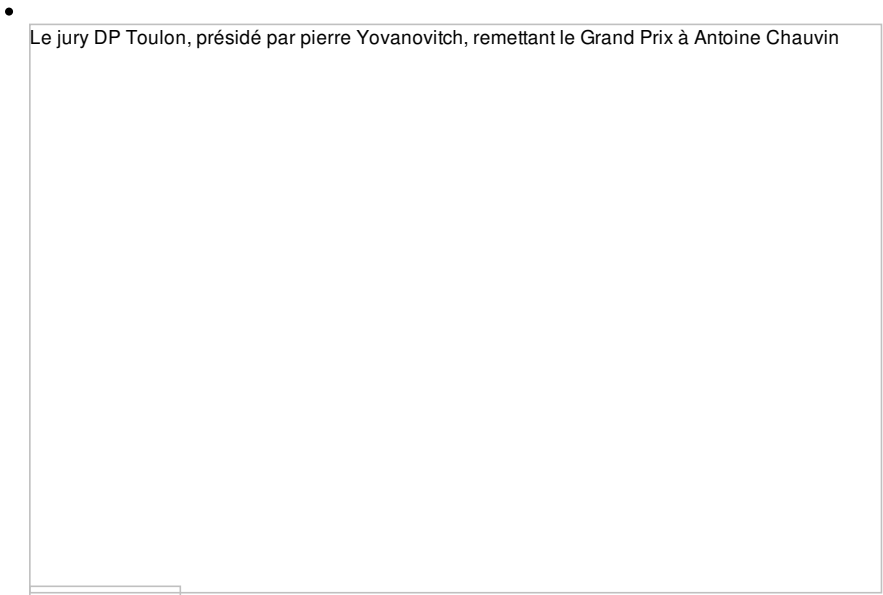 Le jury DP Toulon, présidé par pierre Yovanovitch, remettant le Grand Prix à Antoine Chauvin